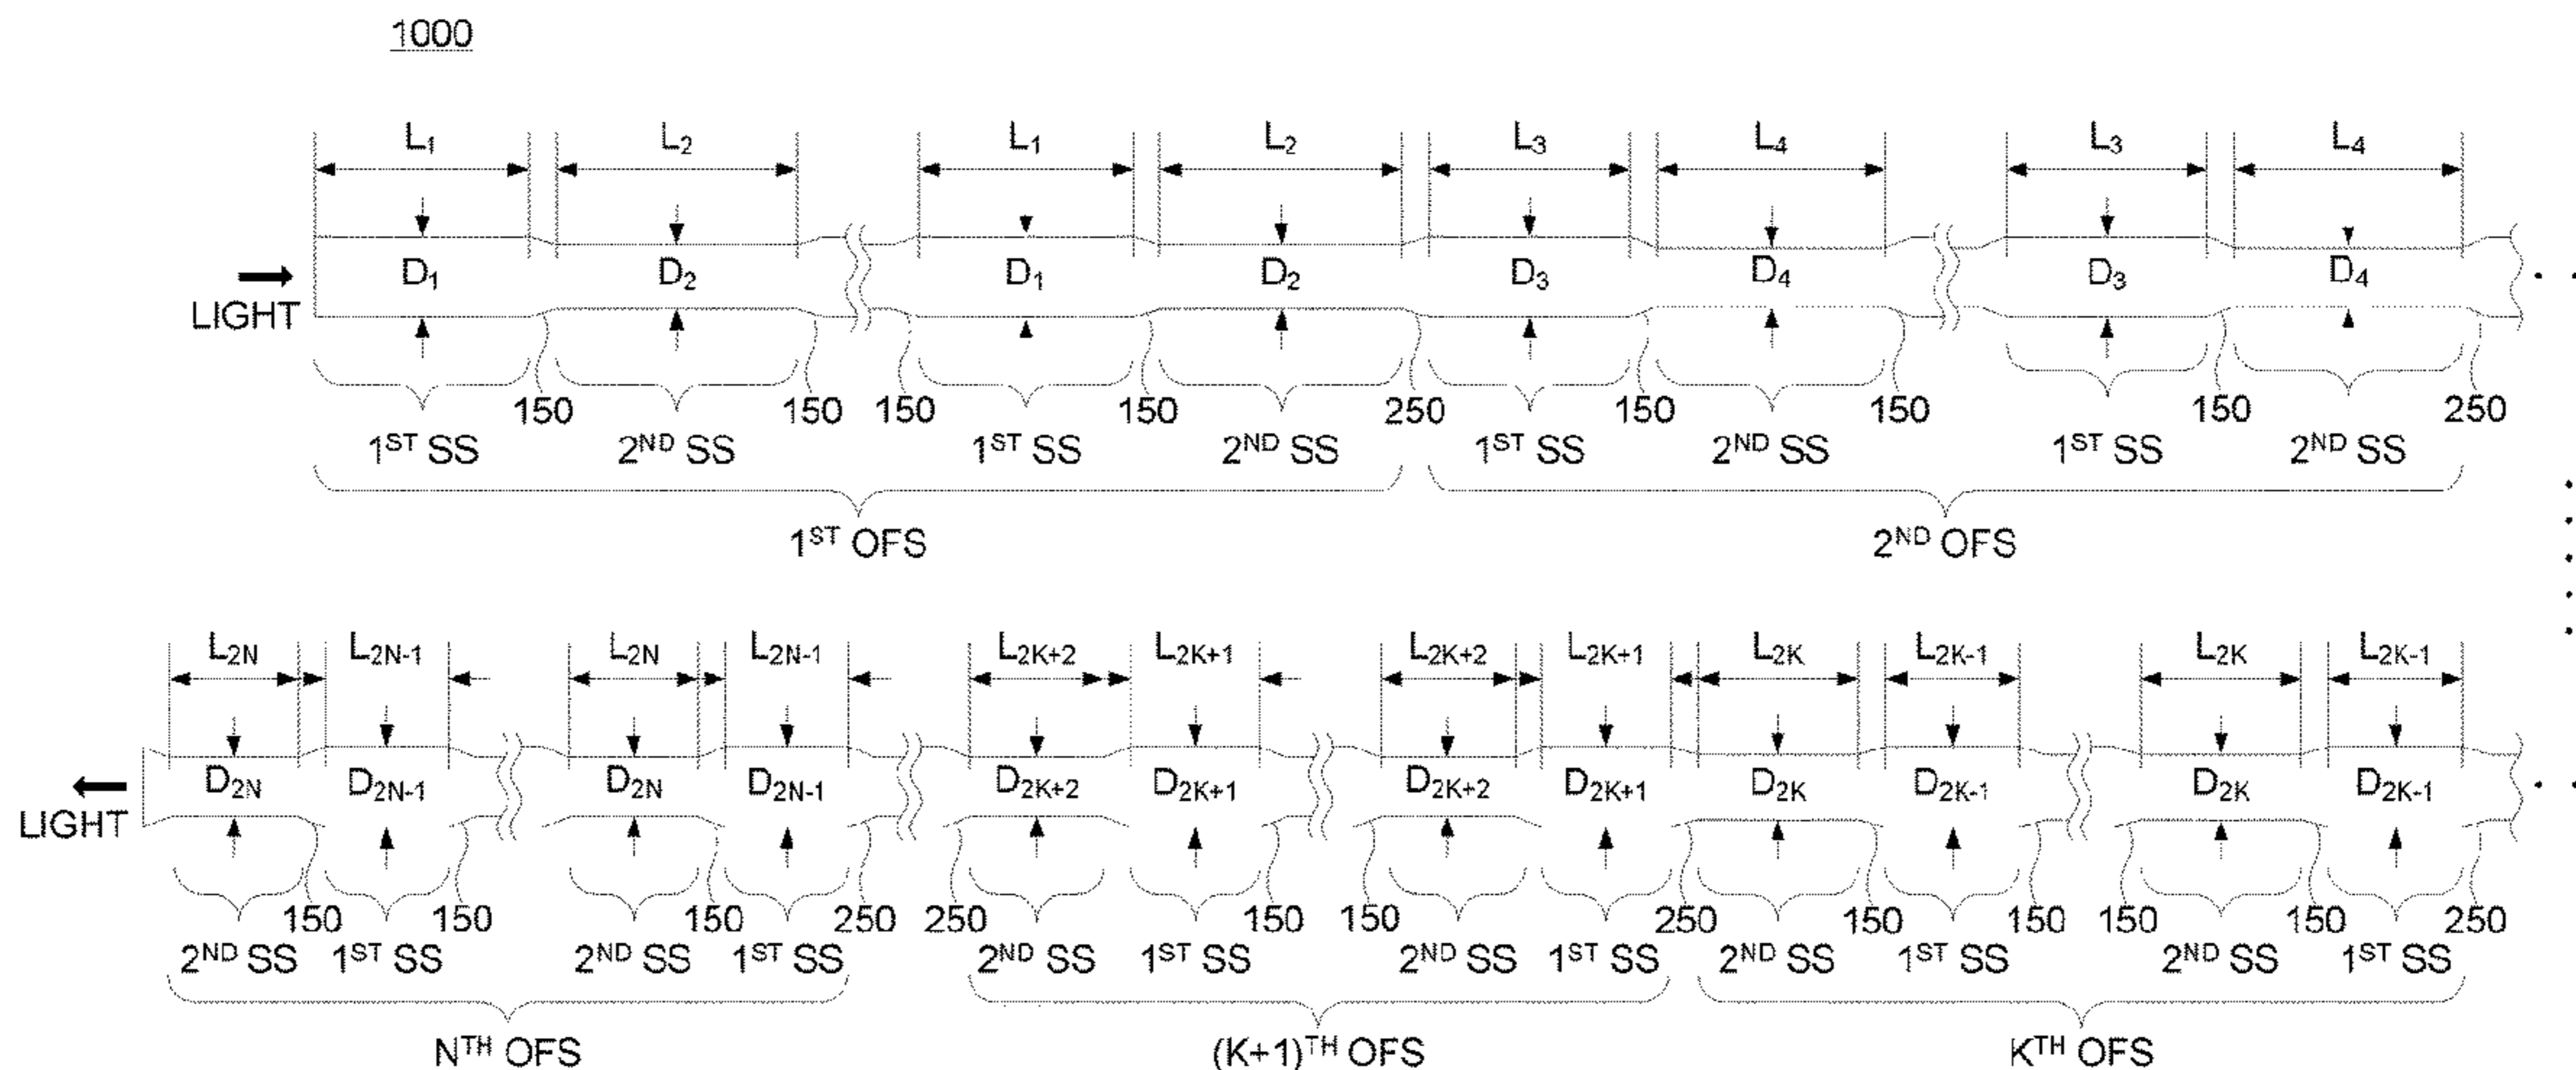 1000
L₁ L₂ L₁ L₂ L₃ L₄ L₃ L₄
D₁ D₂ D₁ D₂ D₃ D₄ D₃ D₄
LIGHT
150 150 150 150 250 150 150 150 250
1ST SS 2ND SS 1ST SS 2ND SS 1ST SS 2ND SS 1ST SS 2ND SS
1ST OFS 2ND OFS
L2N L2N-1 L2N L2N-1 L2K+2 L2K+1 L2K+2 L2K+1 L2K L2K-1 L2K L2K-1
D2N D2N-1 D2N D2N-1 D2K+2 D2K+1 D2K+2 D2K+1 D2K D2K-1 D2K D2K-1
LIGHT
150 150 150 250 250 150 150 250 150 150 150 150 250
2ND SS 1ST SS 2ND SS 1ST SS 2ND SS 1ST SS 2ND SS 1ST SS 2ND SS 1ST SS 2ND SS 1ST SS
NTH OFS (K+1)TH OFS KTH OFS